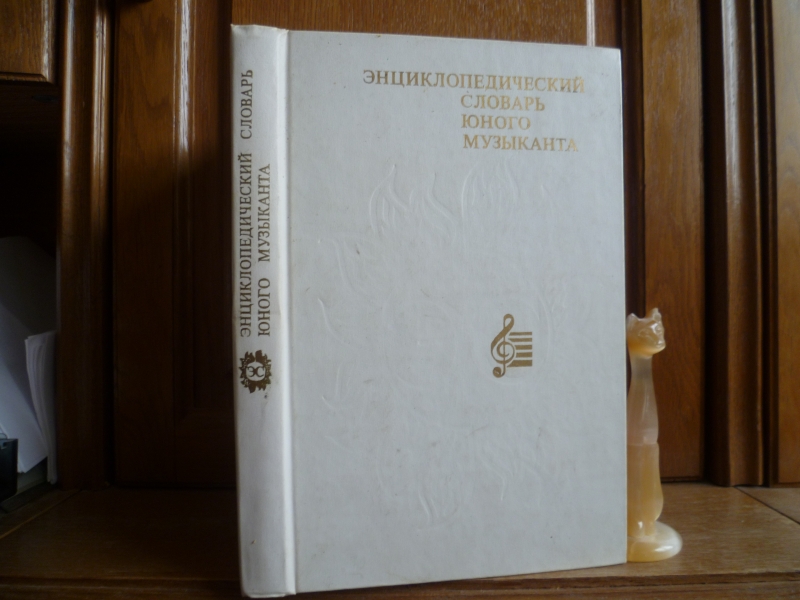 ЭНЦИКЛОПЕДИЧЕСКИЙ
СЛОВАРЬ
ЮНОГО
МУЗЫКАНТА
ЭНЦИКЛОПЕДИЧЕСКИЙ СЛОВАРЬ
ЮНОГО МУЗЫКАНТА
ЭС